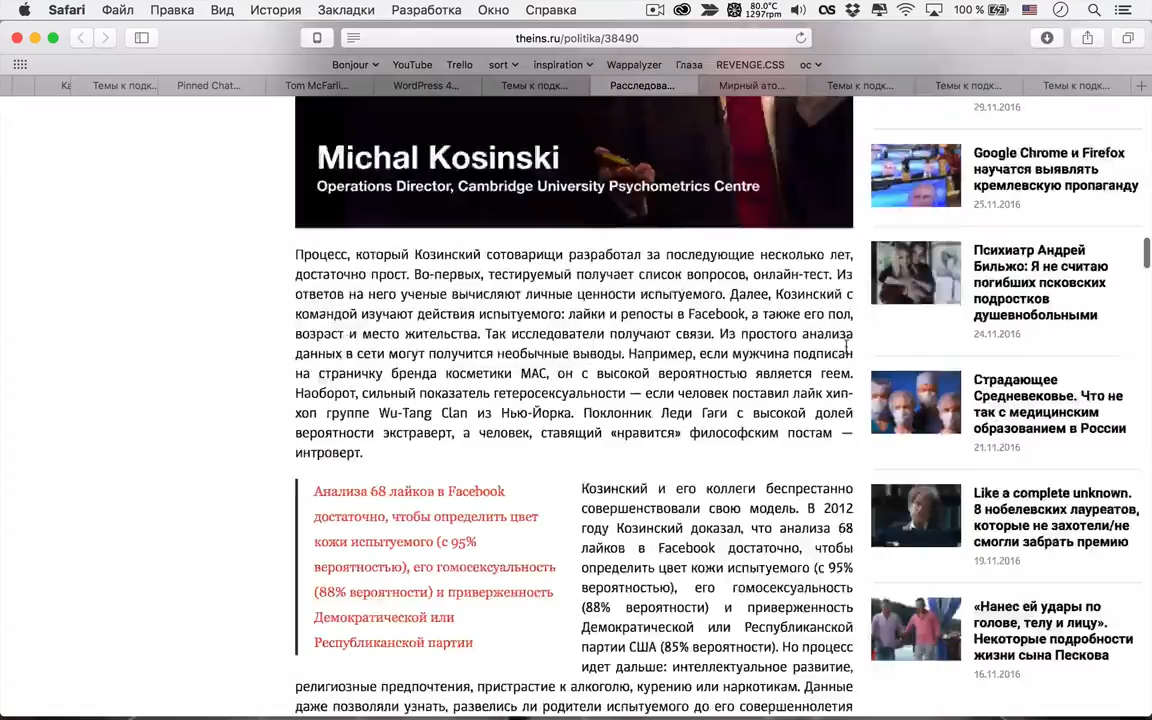 Safari Файл Правка Вид История Закладки Разработка Окно Справка 80.0°C 1297rpm 100 %
theins.ru/politika/38490
Bonjour YouTube Trello sort inspiration Wappalyzer Глаза REVENGE.CSS ос
Ка Темы к подк... Pinned Chat... Tom McFarli... WordPress 4... Темы к подк... Расследова... Мирный ато... Темы к подк... Темы к подк... Темы к подк...
Michal Kosinski
Operations Director, Cambridge University Psychometrics Centre
Процесс, который Козинский сотоварищи разработал за последующие несколько лет,
достаточно прост. Во-первых, тестируемый получает список вопросов, онлайн-тест. Из
ответов на него ученые вычисляют личные ценности испытуемого. Далее, Козинский с
командой изучают действия испытуемого: лайки и репосты в Facebook, а также его пол,
возраст и место жительства. Так исследователи получают связи. Из простого анализа
данных в сети могут получится необычные выводы. Например, если мужчина подписан
на страничку бренда косметики MAC, он с высокой вероятностью является геем.
Наоборот, сильный показатель гетеросексуальности — если человек поставил лайк хип-
хоп группе Wu-Tang Clan из Нью-Йорка. Поклонник Леди Гаги с высокой долей
вероятности экстраверт, а человек, ставящий «нравится» философским постам —
интроверт.
Анализа 68 лайков в Facebook
достаточно, чтобы определить цвет
кожи испытуемого (с 95%
вероятностью), его гомосексуальность
(88% вероятности) и приверженность
Демократической или
Республиканской партии
Козинский и его коллеги беспрестанно
совершенствовали свою модель. В 2012
году Козинский доказал, что анализа 68
лайков в Facebook достаточно, чтобы
определить цвет кожи испытуемого (с 95%
вероятностью), его гомосексуальность
(88% вероятности) и приверженность
Демократической или Республиканской
партии США (85% вероятности). Но процесс
идет дальше: интеллектуальное развитие,
религиозные предпочтения, пристрастие к алкоголю, курению или наркотикам. Данные
даже позволяли узнать, развелись ли родители испытуемого до его совершеннолетия
29.11.2016
Google Chrome и Firefox
научатся выявлять
кремлевскую пропаганду
25.11.2016
Психиатр Андрей
Бильжо: Я не считаю
погибших псковских
подростков
душевнобольными
24.11.2016
Страдающее
Средневековье. Что не
так с медицинским
образованием в России
21.11.2016
Like a complete unknown.
8 нобелевских лауреатов,
которые не захотели/не
смогли забрать премию
19.11.2016
«Нанес ей удары по
голове, телу и лицу».
Некоторые подробности
жизни сына Пескова
16.11.2016